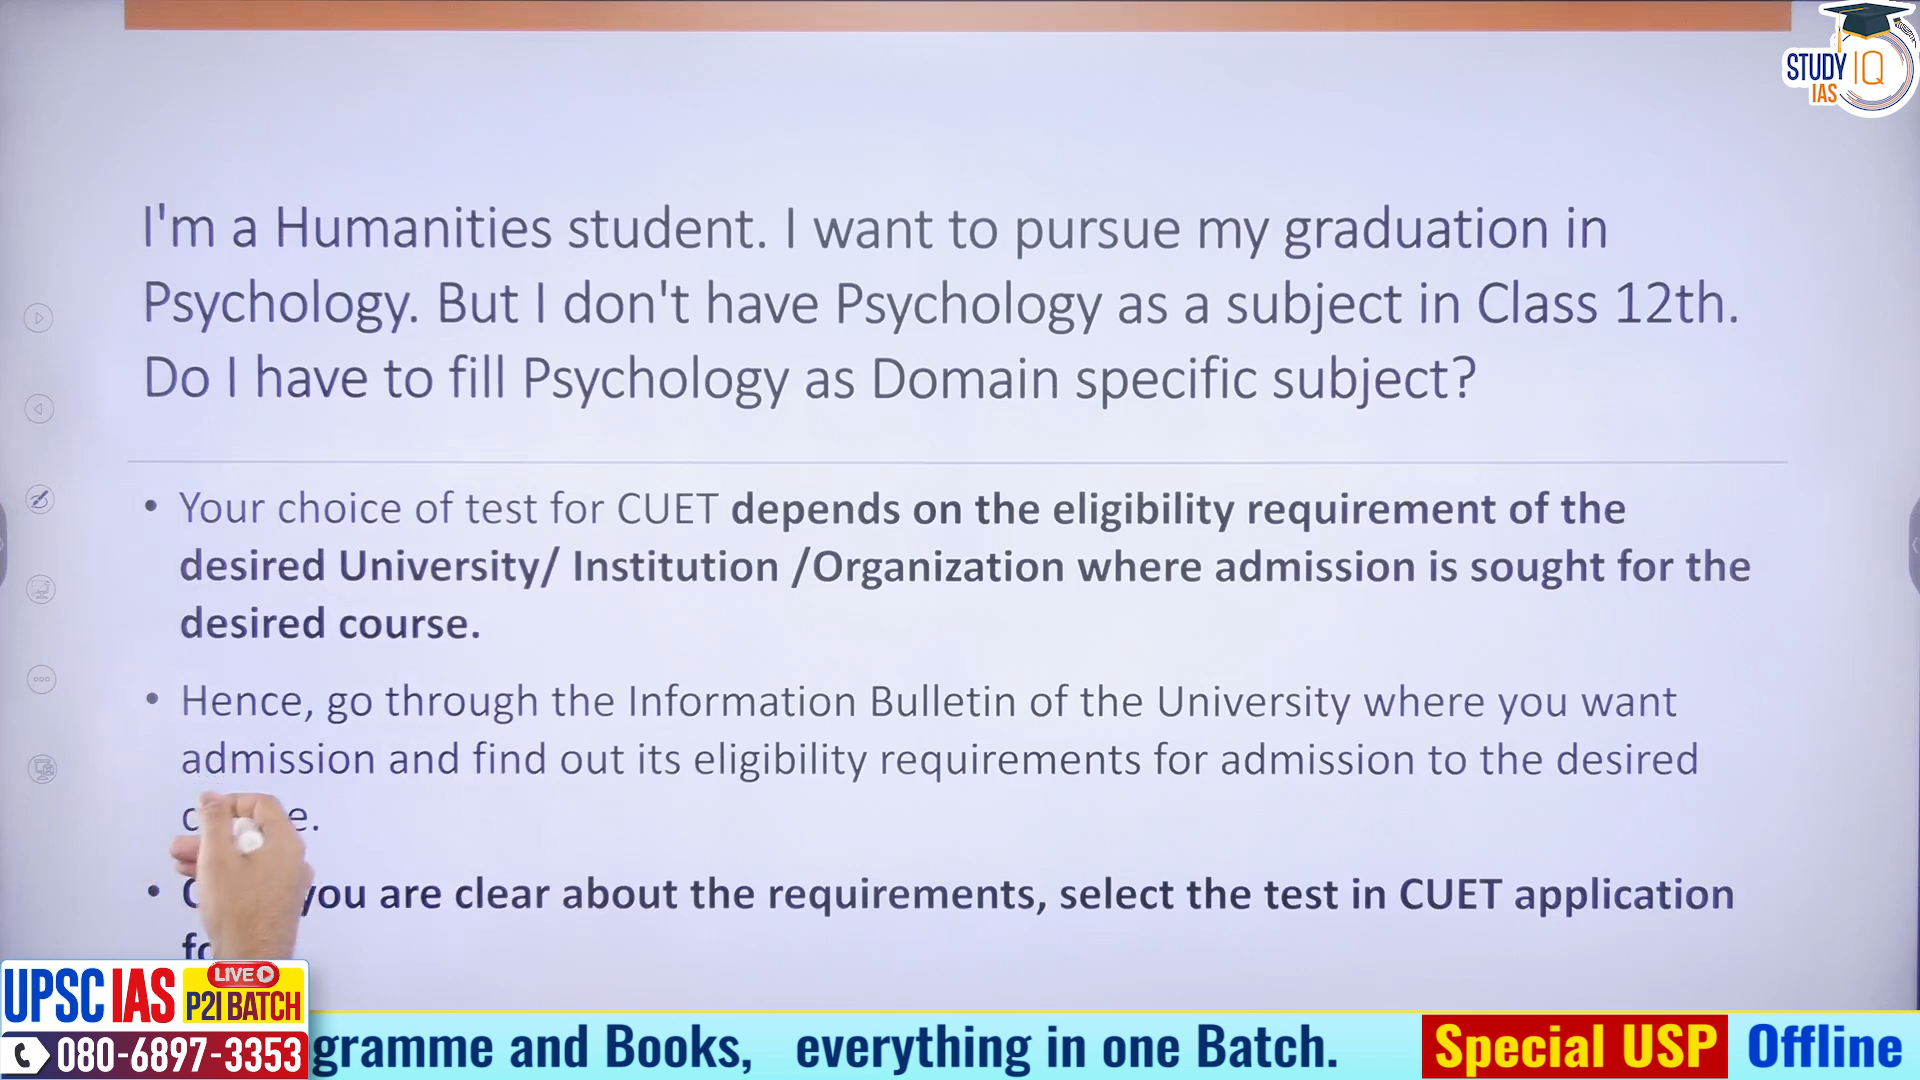 STUDY IQ
IAS
I'm a Humanities student. I want to pursue my graduation in
Psychology. But I don't have Psychology as a subject in Class 12th.
Do I have to fill Psychology as Domain specific subject?
• Your choice of test for CUET depends on the eligibility requirement of the
desired University/ Institution /Organization where admission is sought for the
desired course.
• Hence, go through the Information Bulletin of the University where you want
admission and find out its eligibility requirements for admission to the desired
• you are clear about the requirements, select the test in CUET application
UPSC IAS LIVE P2I BATCH
080-6897-3353
gramme and Books, everything in one Batch. Special USP Offline